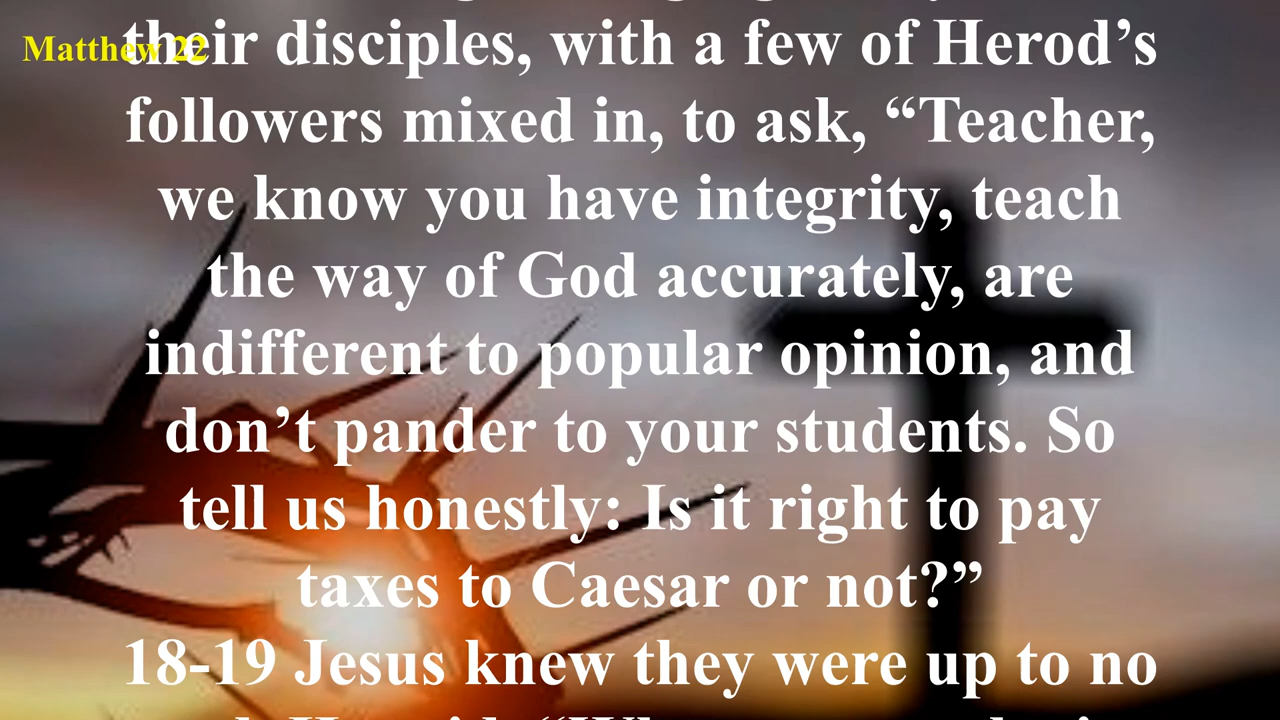 Matthew 22
their disciples, with a few of Herod’s
followers mixed in, to ask, “Teacher,
we know you have integrity, teach
the way of God accurately, are
indifferent to popular opinion, and
don’t pander to your students. So
tell us honestly: Is it right to pay
taxes to Caesar or not?”
18-19 Jesus knew they were up to no